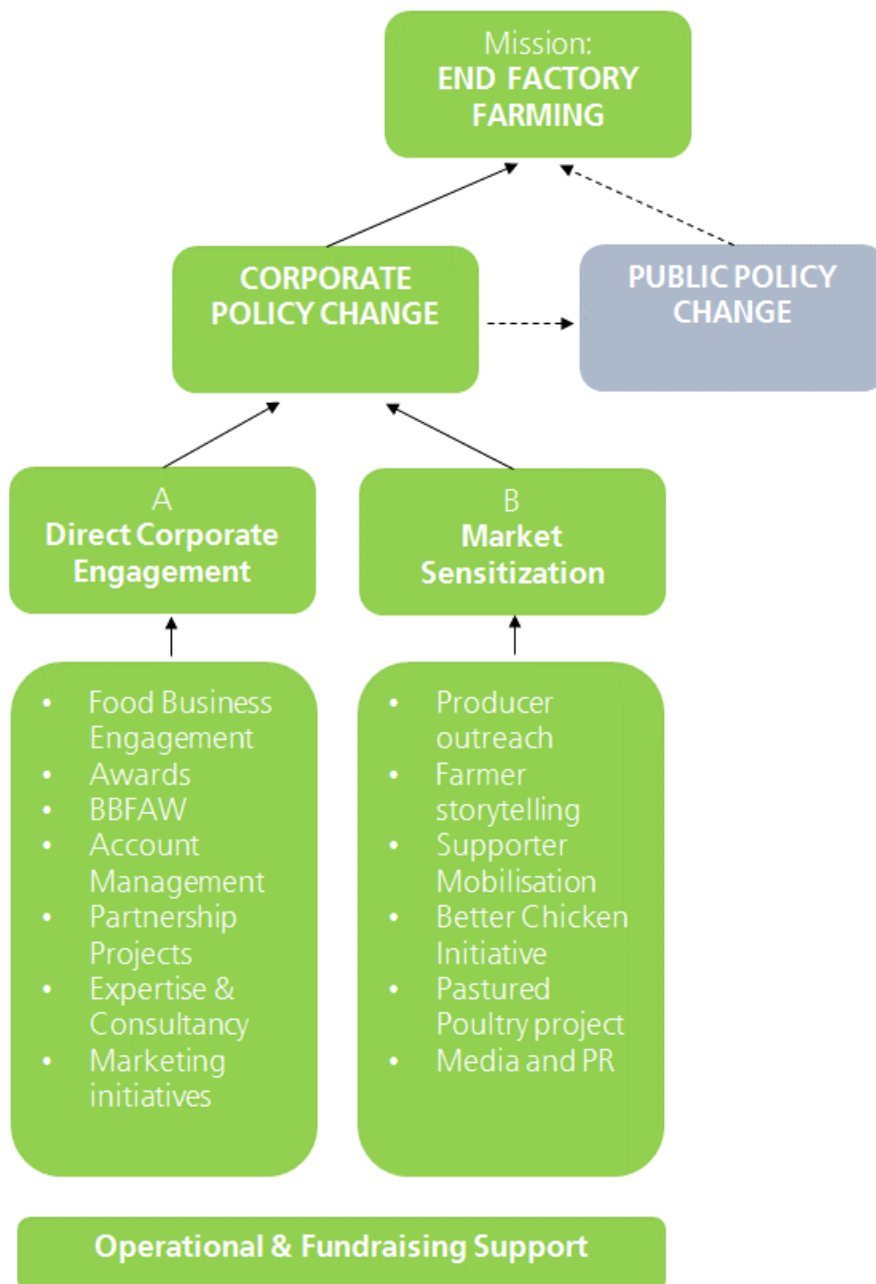 Mission:
END FACTORY
FARMING
CORPORATE
POLICY CHANGE
PUBLIC POLICY
CHANGE
A
Direct Corporate
Engagement
B
Market
Sensitization
• Food Business
Engagement
• Awards
• BBFAW
• Account
Management
• Partnership
Projects
• Expertise &
Consultancy
• Marketing
initiatives
• Producer
outreach
• Farmer
storytelling
• Supporter
Mobilisation
• Better Chicken
Initiative
• Pastured
Poultry project
• Media and PR
Operational & Fundraising Support